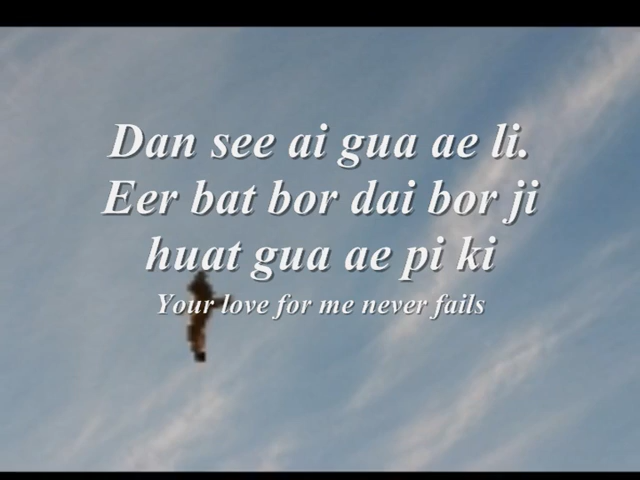 Dan see ai gua ae li.
Eer bat bor dai bor ji
huat gua ae pi ki
Your love for me never fails